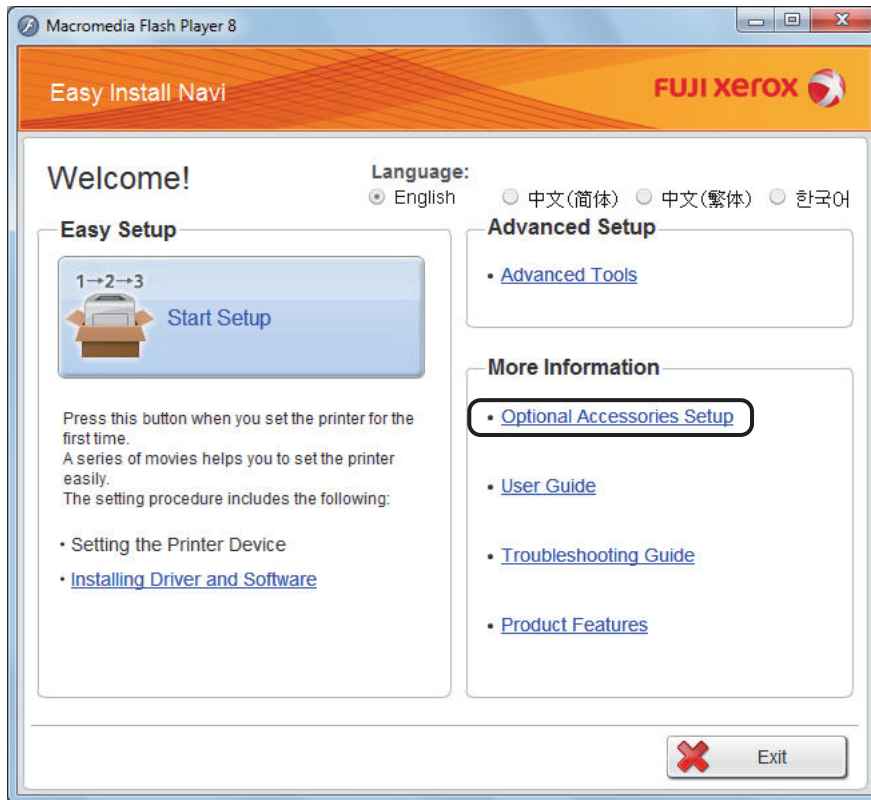 Macromedia Flash Player 8
Easy Install Navi
FUJI xerox
Welcome!
Language:
English 中文(简体) 中文(繁体) 한국어
Easy Setup
1→2→3
Start Setup
Press this button when you set the printer for the
first time.
A series of movies helps you to set the printer
easily.
The setting procedure includes the following:
• Setting the Printer Device
• Installing Driver and Software
Advanced Setup
• Advanced Tools
More Information
• Optional Accessories Setup
• User Guide
• Troubleshooting Guide
• Product Features
Exit